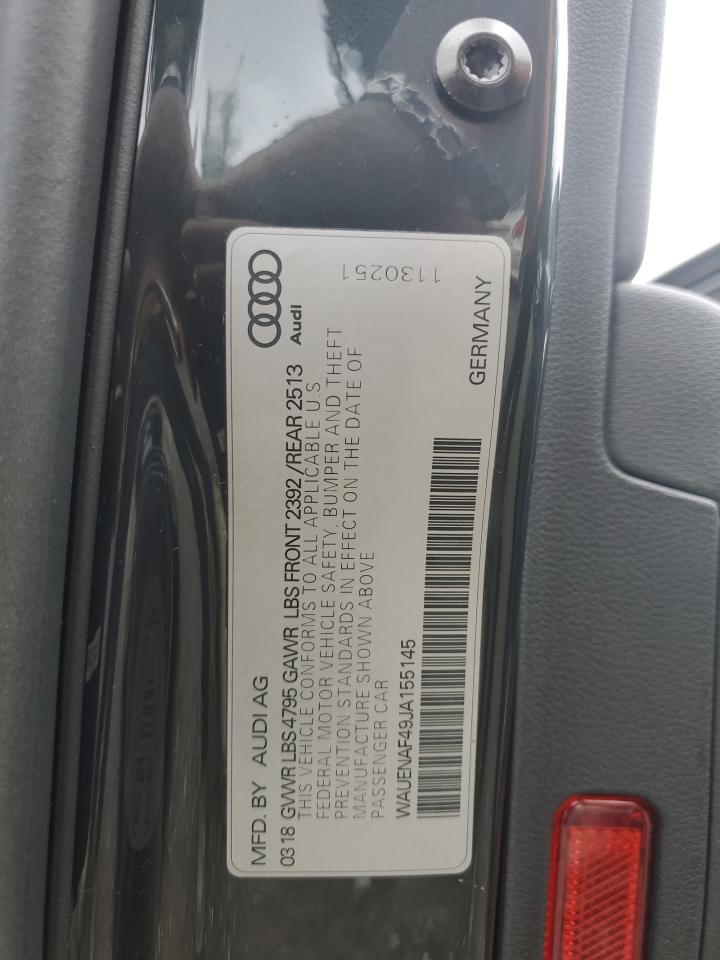 MFD. BY AUDI AG
Audi
0318 GVWR LBS 4795 GAWR LBS FRONT 2392 /REAR 2513
THIS VEHICLE CONFORMS TO ALL APPLICABLE U.S
FEDERAL MOTOR VEHICLE SAFETY, BUMPER AND THEFT
PREVENTION STANDARDS IN EFFECT ON THE DATE OF
MANUFACTURE SHOWN ABOVE
1130251
PASSENGER CAR
WAUENAF49JA155145
GERMANY